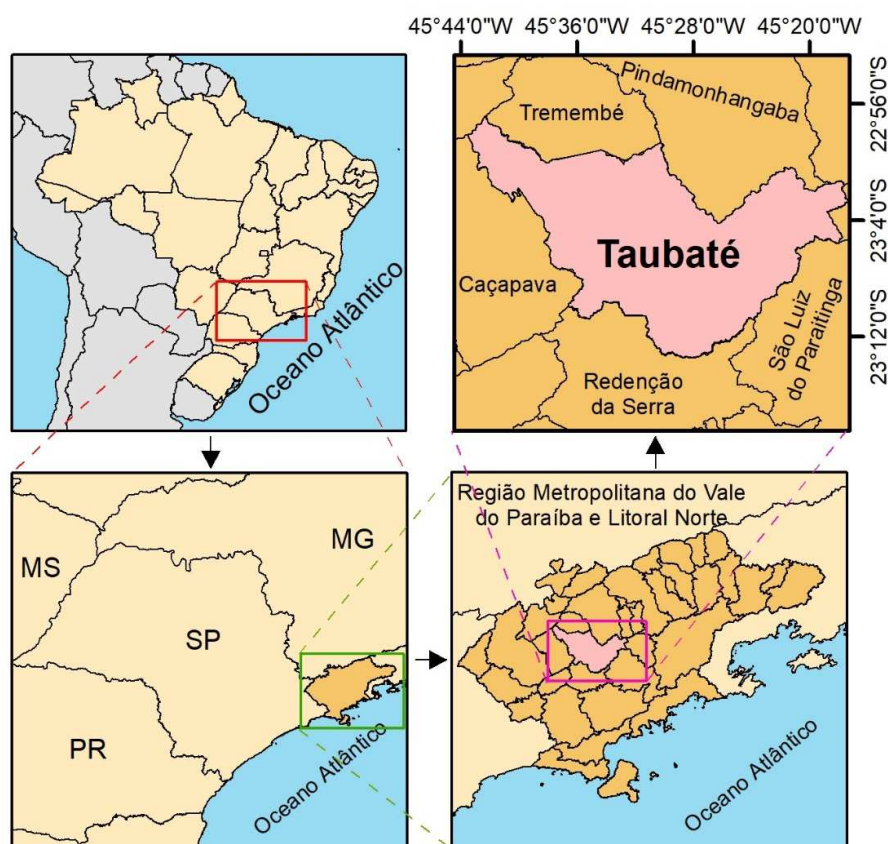 45°44'0"W 45°36'0"W 45°28'0"W 45°20'0"W
Oceano Atlântico
Pindamonhangaba
Tremembé
22°56'0"S
23°4'0"S
Taubaté
Caçapava
23°12'0"S
São Luiz
do Paraitinga
Redenção
da Serra
MG
MS
SP
PR
Oceano Atlântico
Região Metropolitana do Vale
do Paraíba e Litoral Norte
Oceano Atlântico